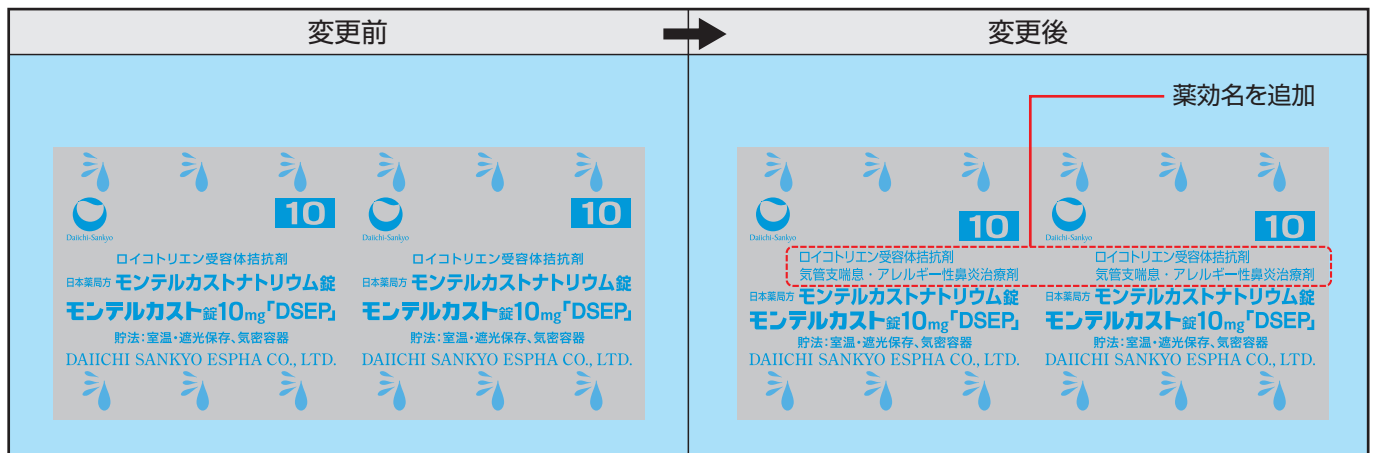 変更前
変更後
薬効名を追加
10
10
Daiichi-Sankyo
Daiichi-Sankyo
ロイコトリエン受容体拮抗剤
ロイコトリエン受容体拮抗剤
日本薬局方 モンテルカストナトリウム錠
日本薬局方 モンテルカストナトリウム錠
モンテルカスト錠10mg「DSEP」
モンテルカスト錠10mg「DSEP」
貯法:室温・遮光保存、気密容器
貯法:室温・遮光保存、気密容器
DAIICHI SANKYO ESPHA CO., LTD.
DAIICHI SANKYO ESPHA CO., LTD.
10
10
Daiichi-Sankyo
Daiichi-Sankyo
ロイコトリエン受容体拮抗剤
気管支喘息・アレルギー性鼻炎治療剤
ロイコトリエン受容体拮抗剤
気管支喘息・アレルギー性鼻炎治療剤
日本薬局方 モンテルカストナトリウム錠
日本薬局方 モンテルカストナトリウム錠
モンテルカスト錠10mg「DSEP」
モンテルカスト錠10mg「DSEP」
貯法:室温・遮光保存、気密容器
貯法:室温・遮光保存、気密容器
DAIICHI SANKYO ESPHA CO., LTD.
DAIICHI SANKYO ESPHA CO., LTD.